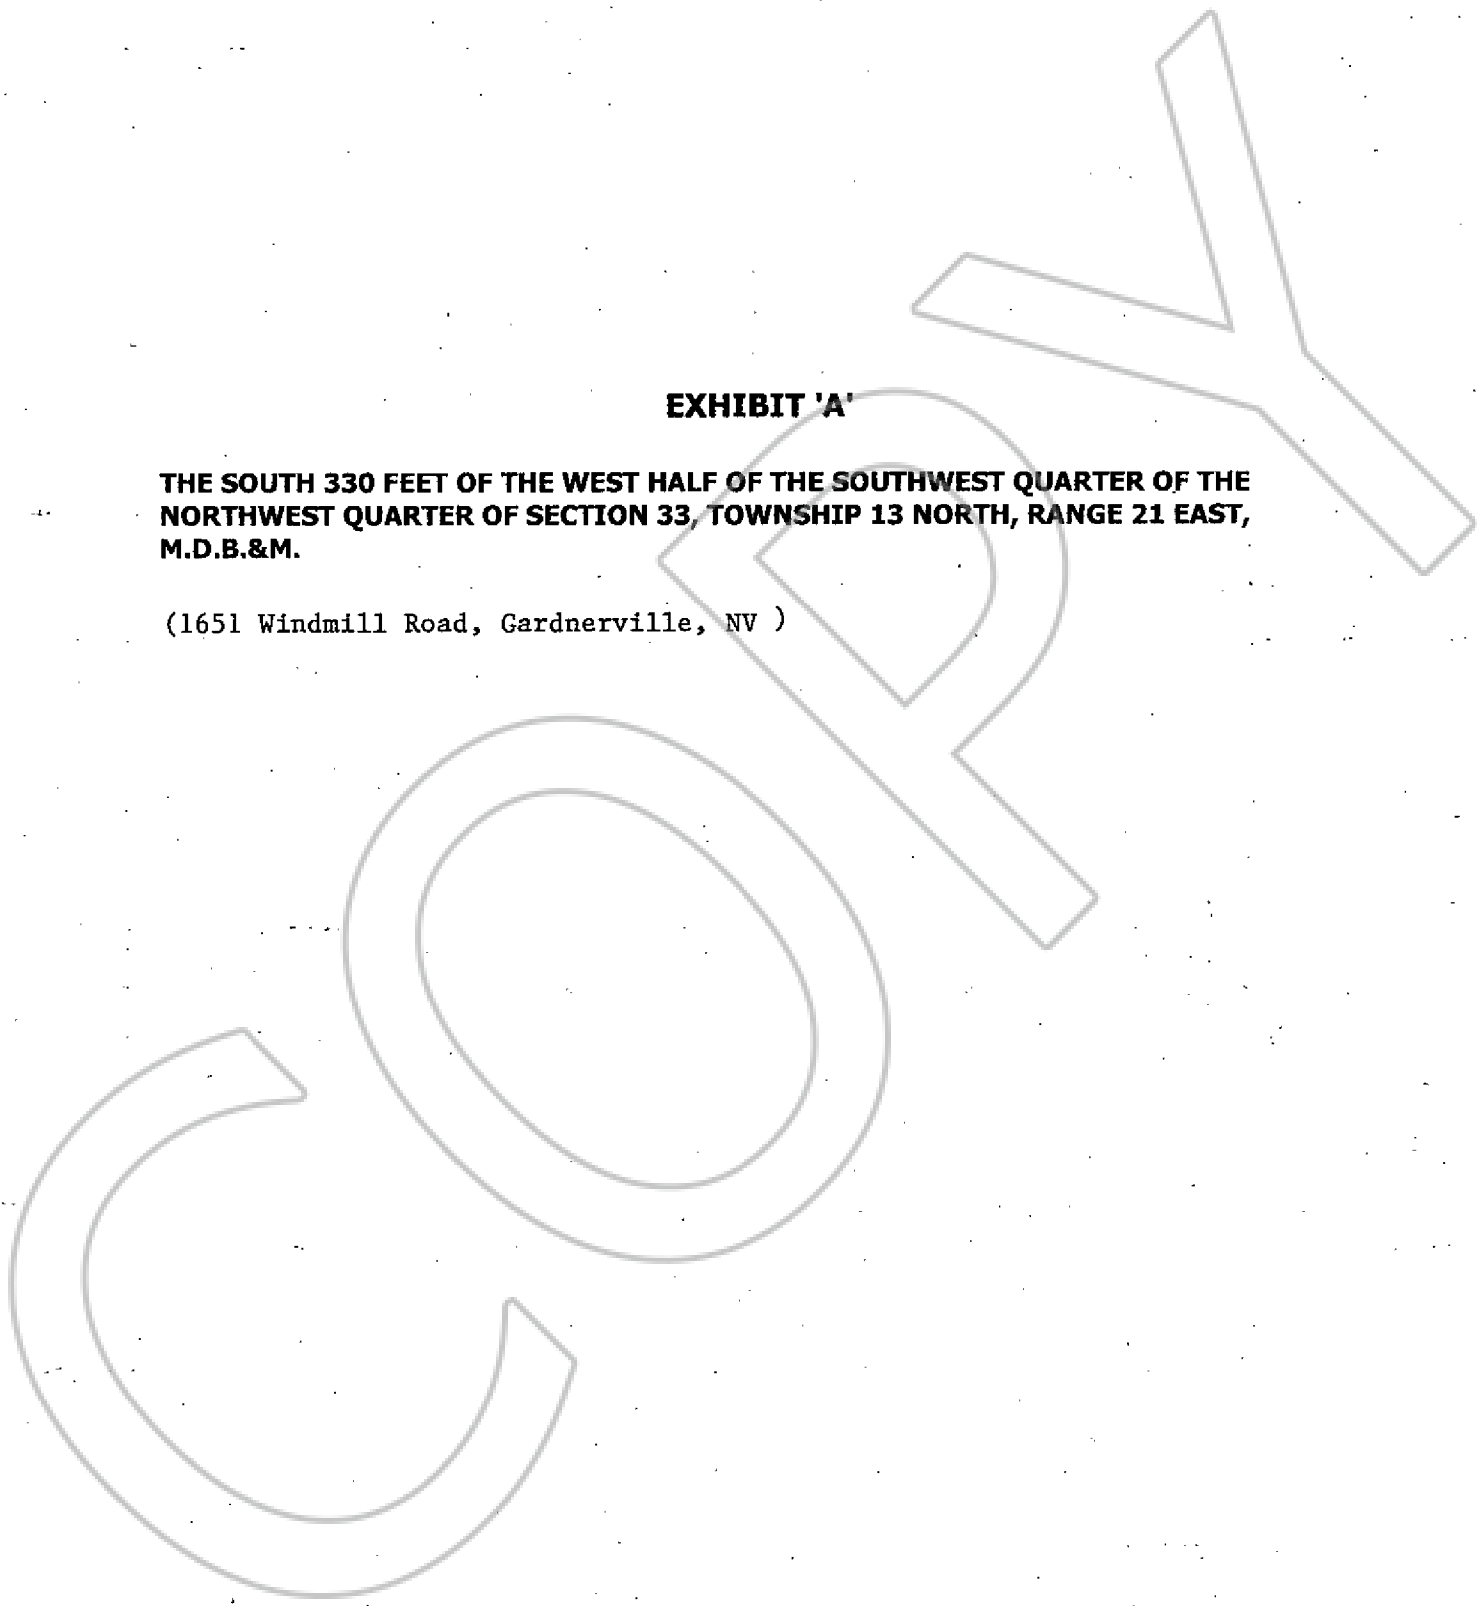 EXHIBIT 'A'
THE SOUTH 330 FEET OF THE WEST HALF OF THE SOUTHWEST QUARTER OF THE
NORTHWEST QUARTER OF SECTION 33, TOWNSHIP 13 NORTH, RANGE 21 EAST,
M.D.B.&M.
(1651 Windmill Road, Gardnerville, NV )
COPY